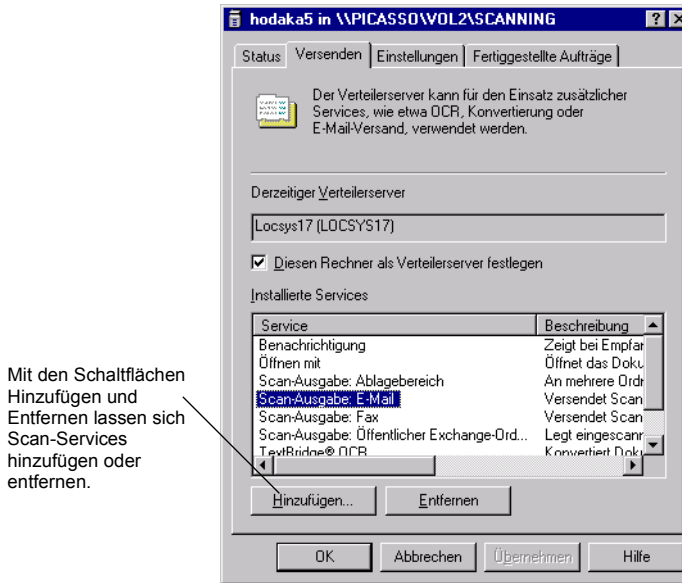 hodaka5 in \\PICASSO\VOL2\SCANNING
Status Versenden Einstellungen Fertiggestellte Aufträge
Der Verteilerserver kann für den Einsatz zusätzlicher
Services, wie etwa OCR, Konvertierung oder
E-Mail-Versand, verwendet werden.
Derzeitiger Verteilerserver
Locsys17 (LOCSYS17)
Diesen Rechner als Verteilerserver festlegen
Installierte Services
Service Beschreibung
Benachrichtigung Zeigt bei Empfar
Öffnen mit Öffnet das Doku
Scan-Ausgabe: Ablagebereich An mehrere Ordr
Scan-Ausgabe: E-Mail Versendet Scan
Scan-Ausgabe: Fax Versendet Scan
Scan-Ausgabe: Öffentlicher Exchange-Ord... Legt eingescanr
TextBridge® OCR Konvertiert Doku
Mit den Schaltflächen
Hinzufügen und
Entfernen lassen sich
Scan-Services
hinzufügen oder
entfernen.
Hinzufügen... Entfernen
OK Abbrechen Übernehmen Hilfe